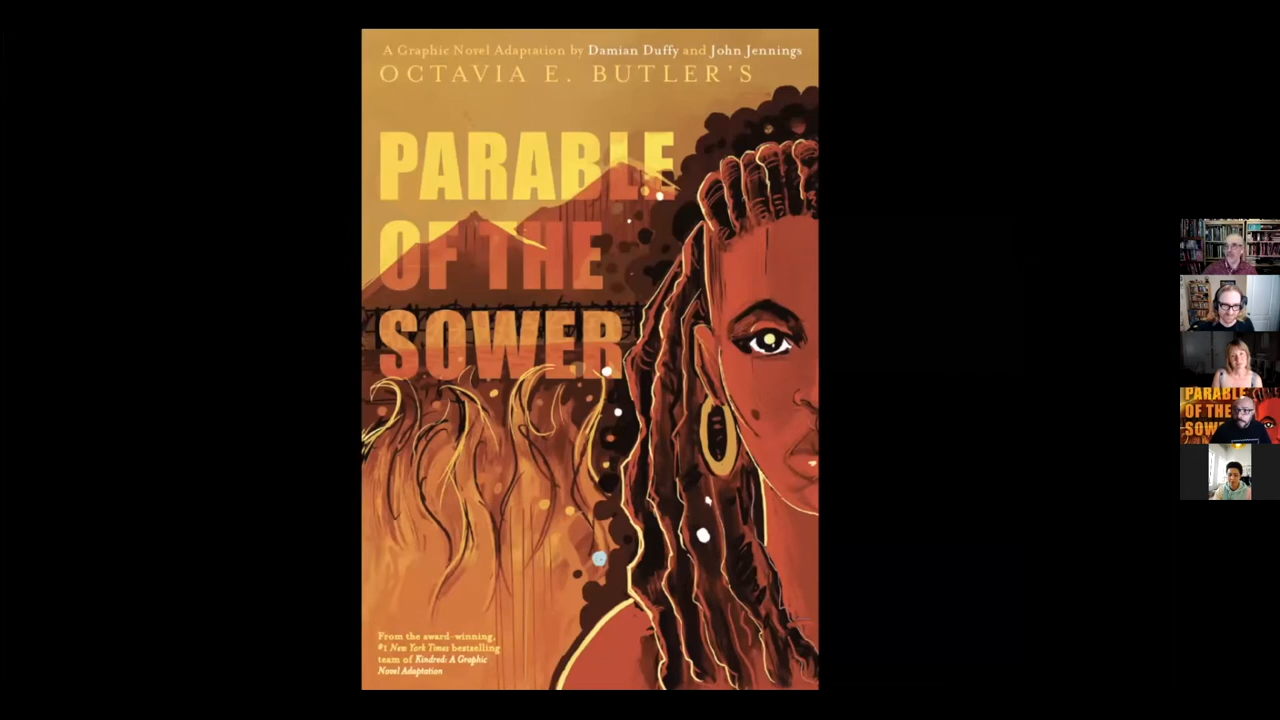 A Graphic Novel Adaptation by Damian Duffy and John Jennings
OCTAVIA E. BUTLER'S
PARABLE
OF THE
SOWER
From the award-winning,
#1 New York Times bestselling
team of Kindred: A Graphic
Novel Adaptation
PARABLE
OF THE
SOW